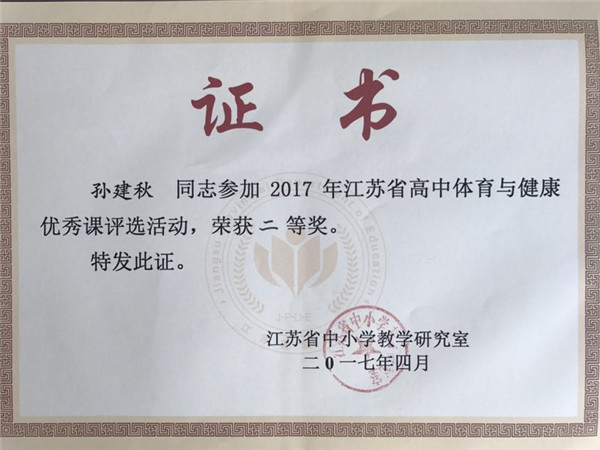 证书
孙建秋 同志参加 2017 年江苏省高中体育与健康
优秀课评选活动，荣获 二 等奖。
特发此证。
J·P·U·E
江苏省中小学教学研究室
二0一七年四月